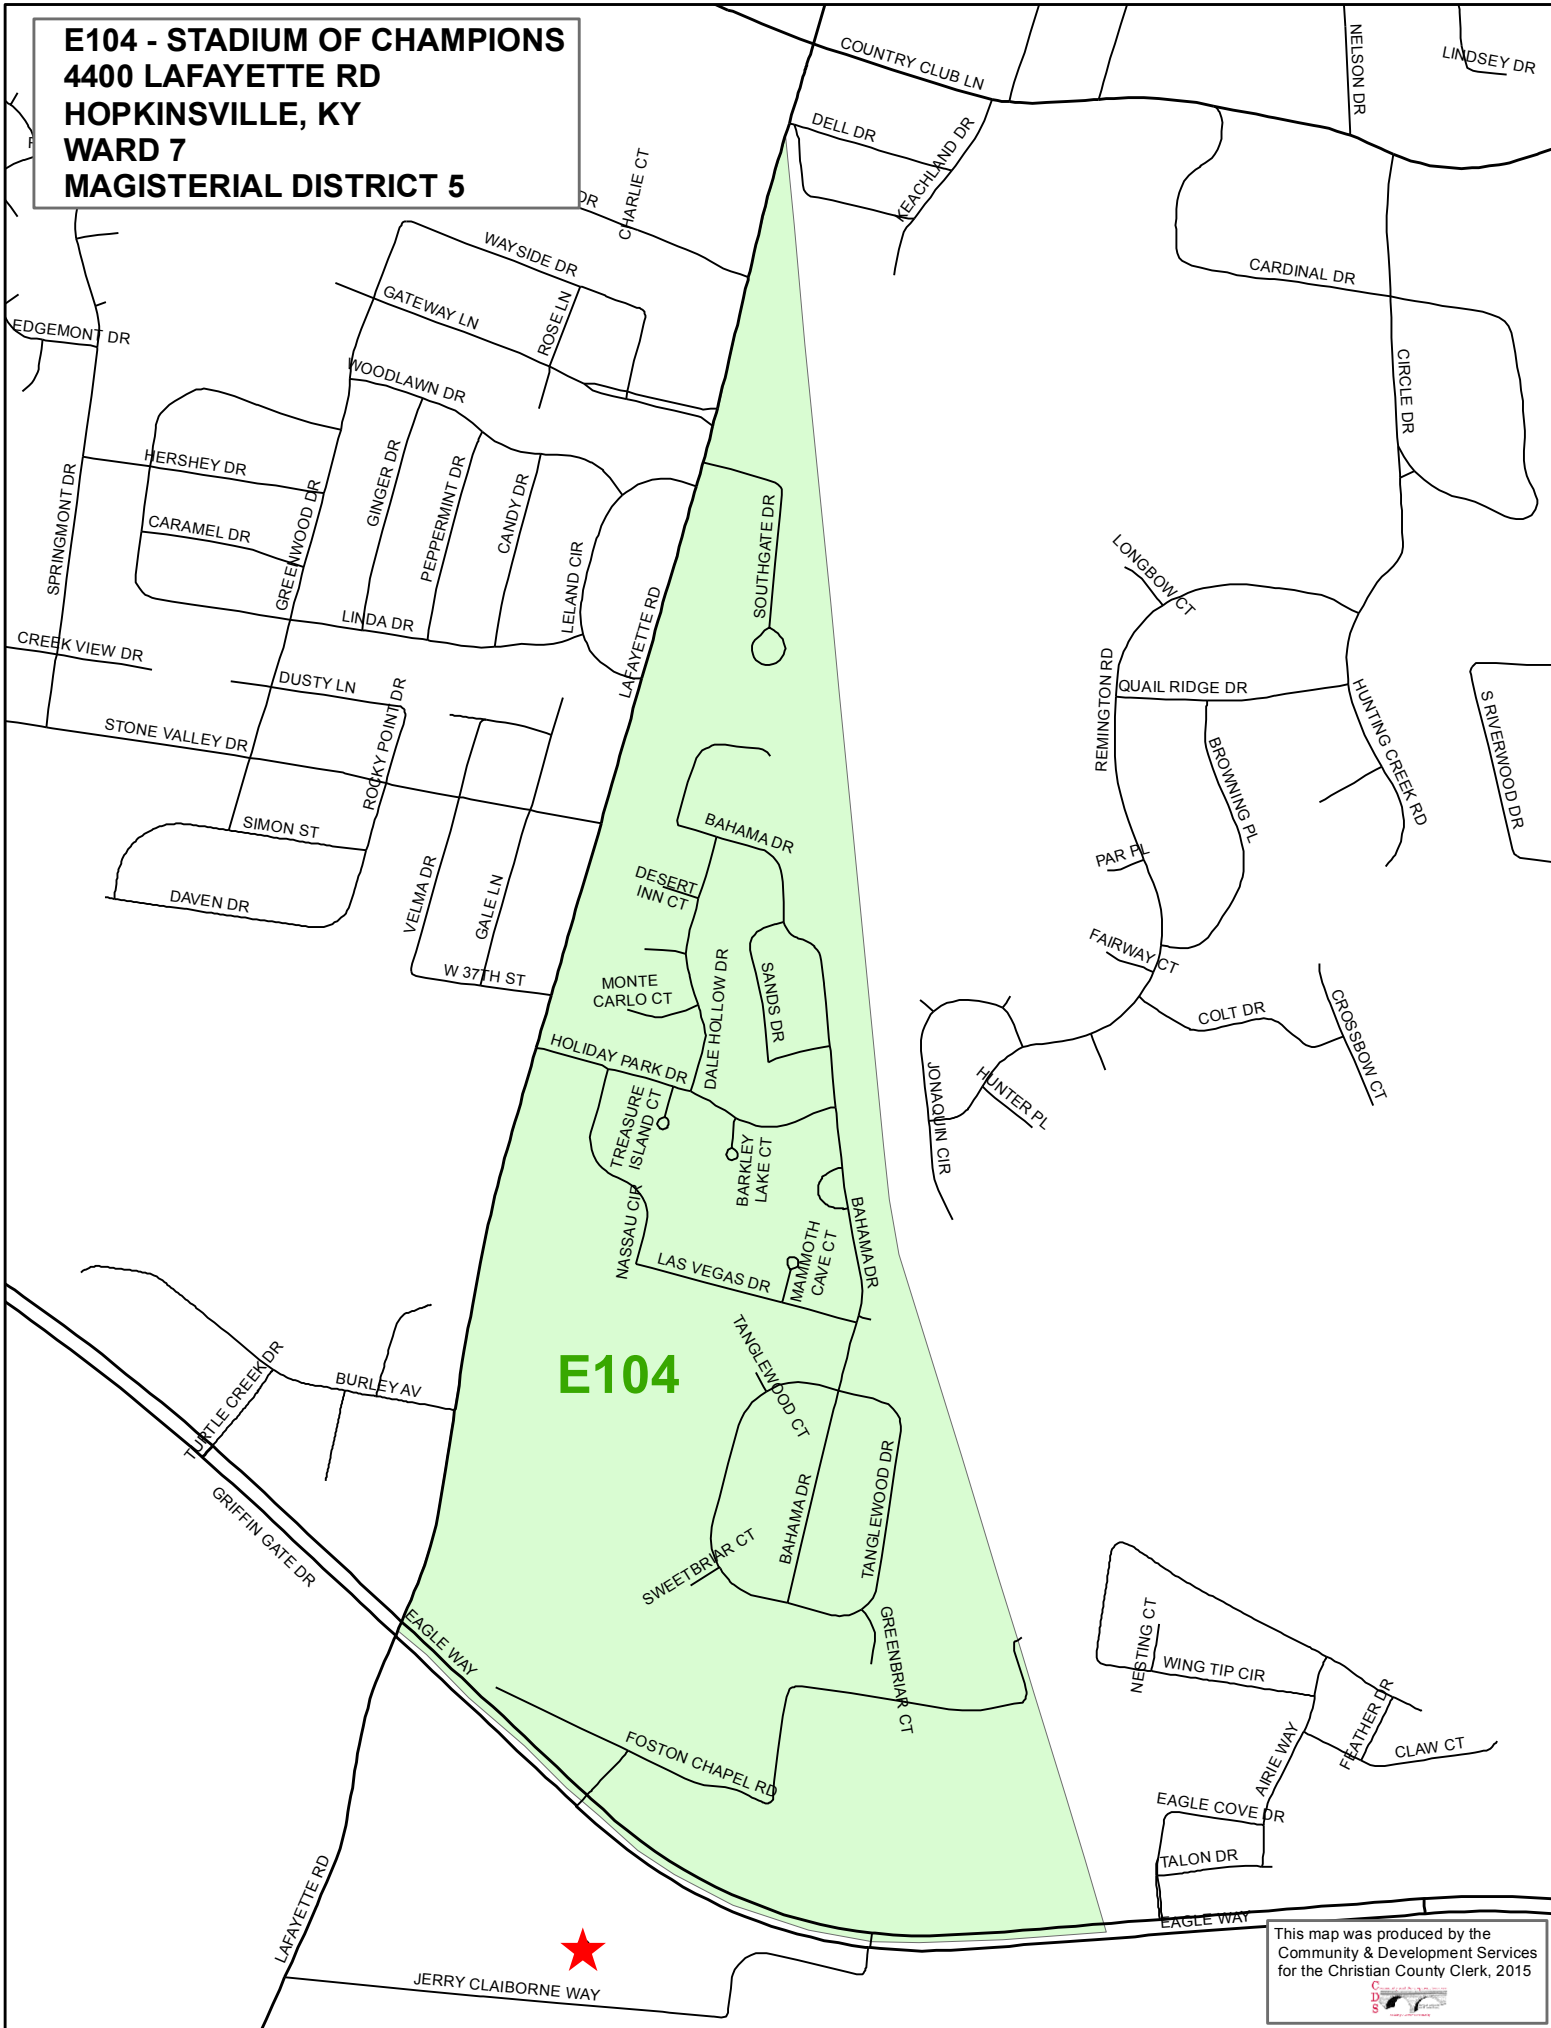 E104 - STADIUM OF CHAMPIONS
4400 LAFAYETTE RD
HOPKINSVILLE, KY
WARD 7
MAGISTERIAL DISTRICT 5
COUNTRY CLUB LN
NELSON DR
LINDSEY DR
DELL DR
KEACHLAND DR
DR
CHARLIE CT
WAYSIDE DR
CARDINAL DR
GATEWAY LN
ROSE LN
EDGEMONT DR
WOODLAWN DR
CIRCLE DR
HERSHEY DR
GINGER DR
PEPPERMINT DR
CANDY DR
SPRINGMONT DR
CARAMEL DR
GREENWOOD DR
LELAND CIR
SOUTHGATE DR
LONGBOW CT
LINDA DR
LAFAYETTE RD
CREEK VIEW DR
DUSTY LN
REMINGTON RD
QUAIL RIDGE DR
HUNTING CREEK RD
S RIVERWOOD DR
STONE VALLEY DR
ROCKY POINT DR
BROWNING PL
SIMON ST
BAHAMA DR
VELMA DR
GALE LN
DESERT
INN CT
PAR PL
DAVEN DR
W 37TH ST
MONTE
CARLO CT
DALE HOLLOW DR
SANDS DR
FAIRWAY CT
COLT DR
CROSSBOW CT
HOLIDAY PARK DR
TREASURE
ISLAND CT
BARKLEY
LAKE CT
JONAQUIN CIR
HUNTER PL
NASSAU CIR
LAS VEGAS DR
MAMMOTH
CAVE CT
BAHAMA DR
TURTLE CREEK DR
BURLEY AV
E104
TANGLEWOOD CT
GRIFFIN GATE DR
BAHAMA DR
TANGLEWOOD DR
SWEETBRIAR CT
EAGLE WAY
GREENBRIAR CT
NESTING CT
WING TIP CIR
FEATHER DR
FOSTON CHAPEL RD
AIRIE WAY
CLAW CT
EAGLE COVE DR
TALON DR
LAFAYETTE RD
EAGLE WAY
JERRY CLAIBORNE WAY
This map was produced by the
Community & Development Services
for the Christian County Clerk, 2015
CDS